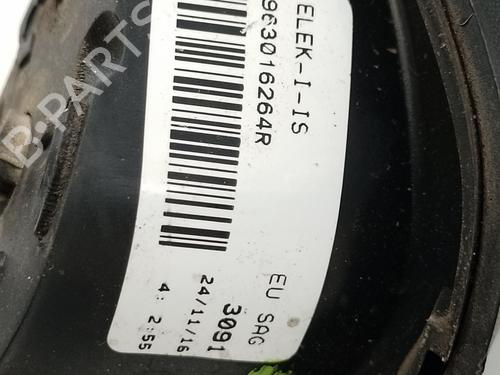 ELEK-I-IS
963016264R
EU SAG
3091
24/11/16
4: 2:55
B-PARTS